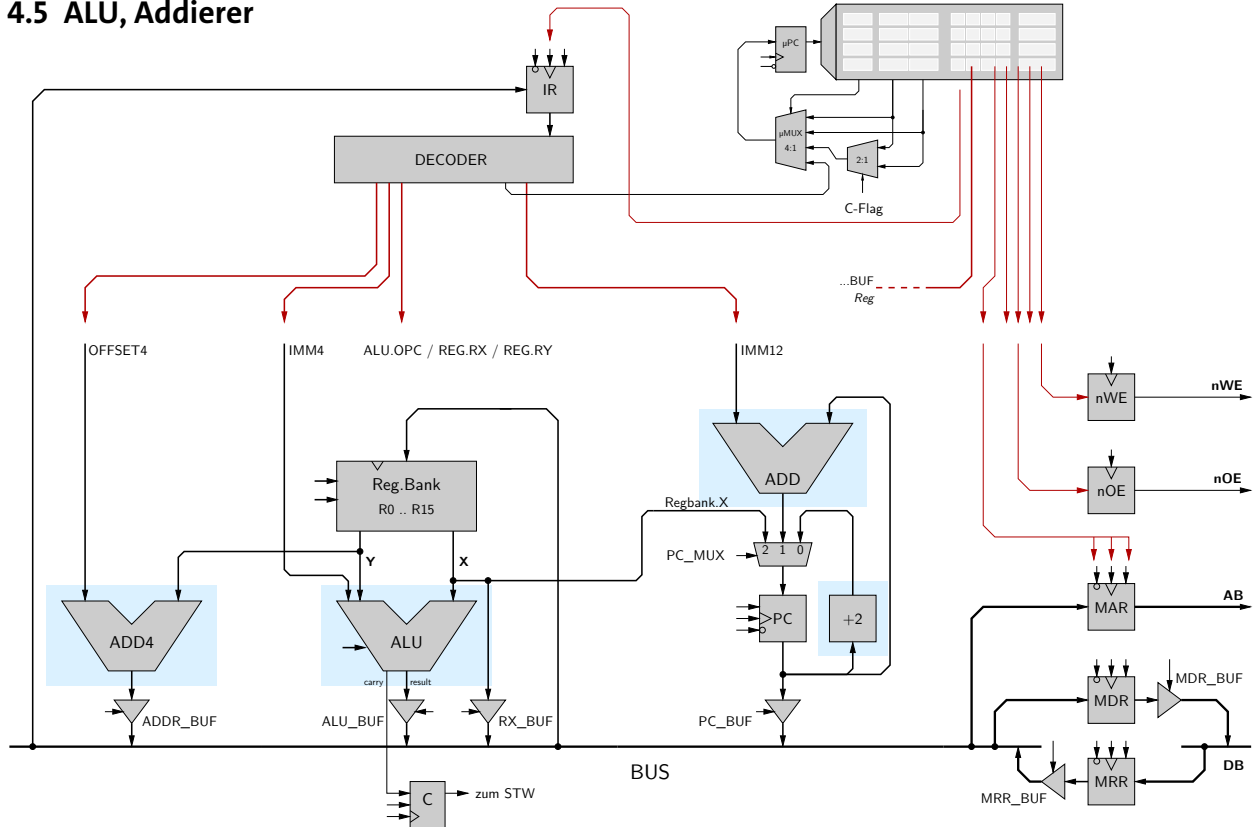 4.5 ALU, Addierer
µPC
IR
µMUX
4:1
2:1
DECODER
C-Flag
...BUF
Reg
OFFSET4
IMM4
ALU.OPC / REG.RX / REG.RY
IMM12
nWE
nWE
ADD
Reg.Bank
R0 .. R15
nOE
nOE
Regbank.X
2 1 0
PC_MUX
Y
X
MAR
AB
PC
+2
ADD4
ALU
carry
result
MDR_BUF
MDR
ADDR_BUF
ALU_BUF
RX_BUF
PC_BUF
BUS
DB
MRR
MRR_BUF
C
zum STW